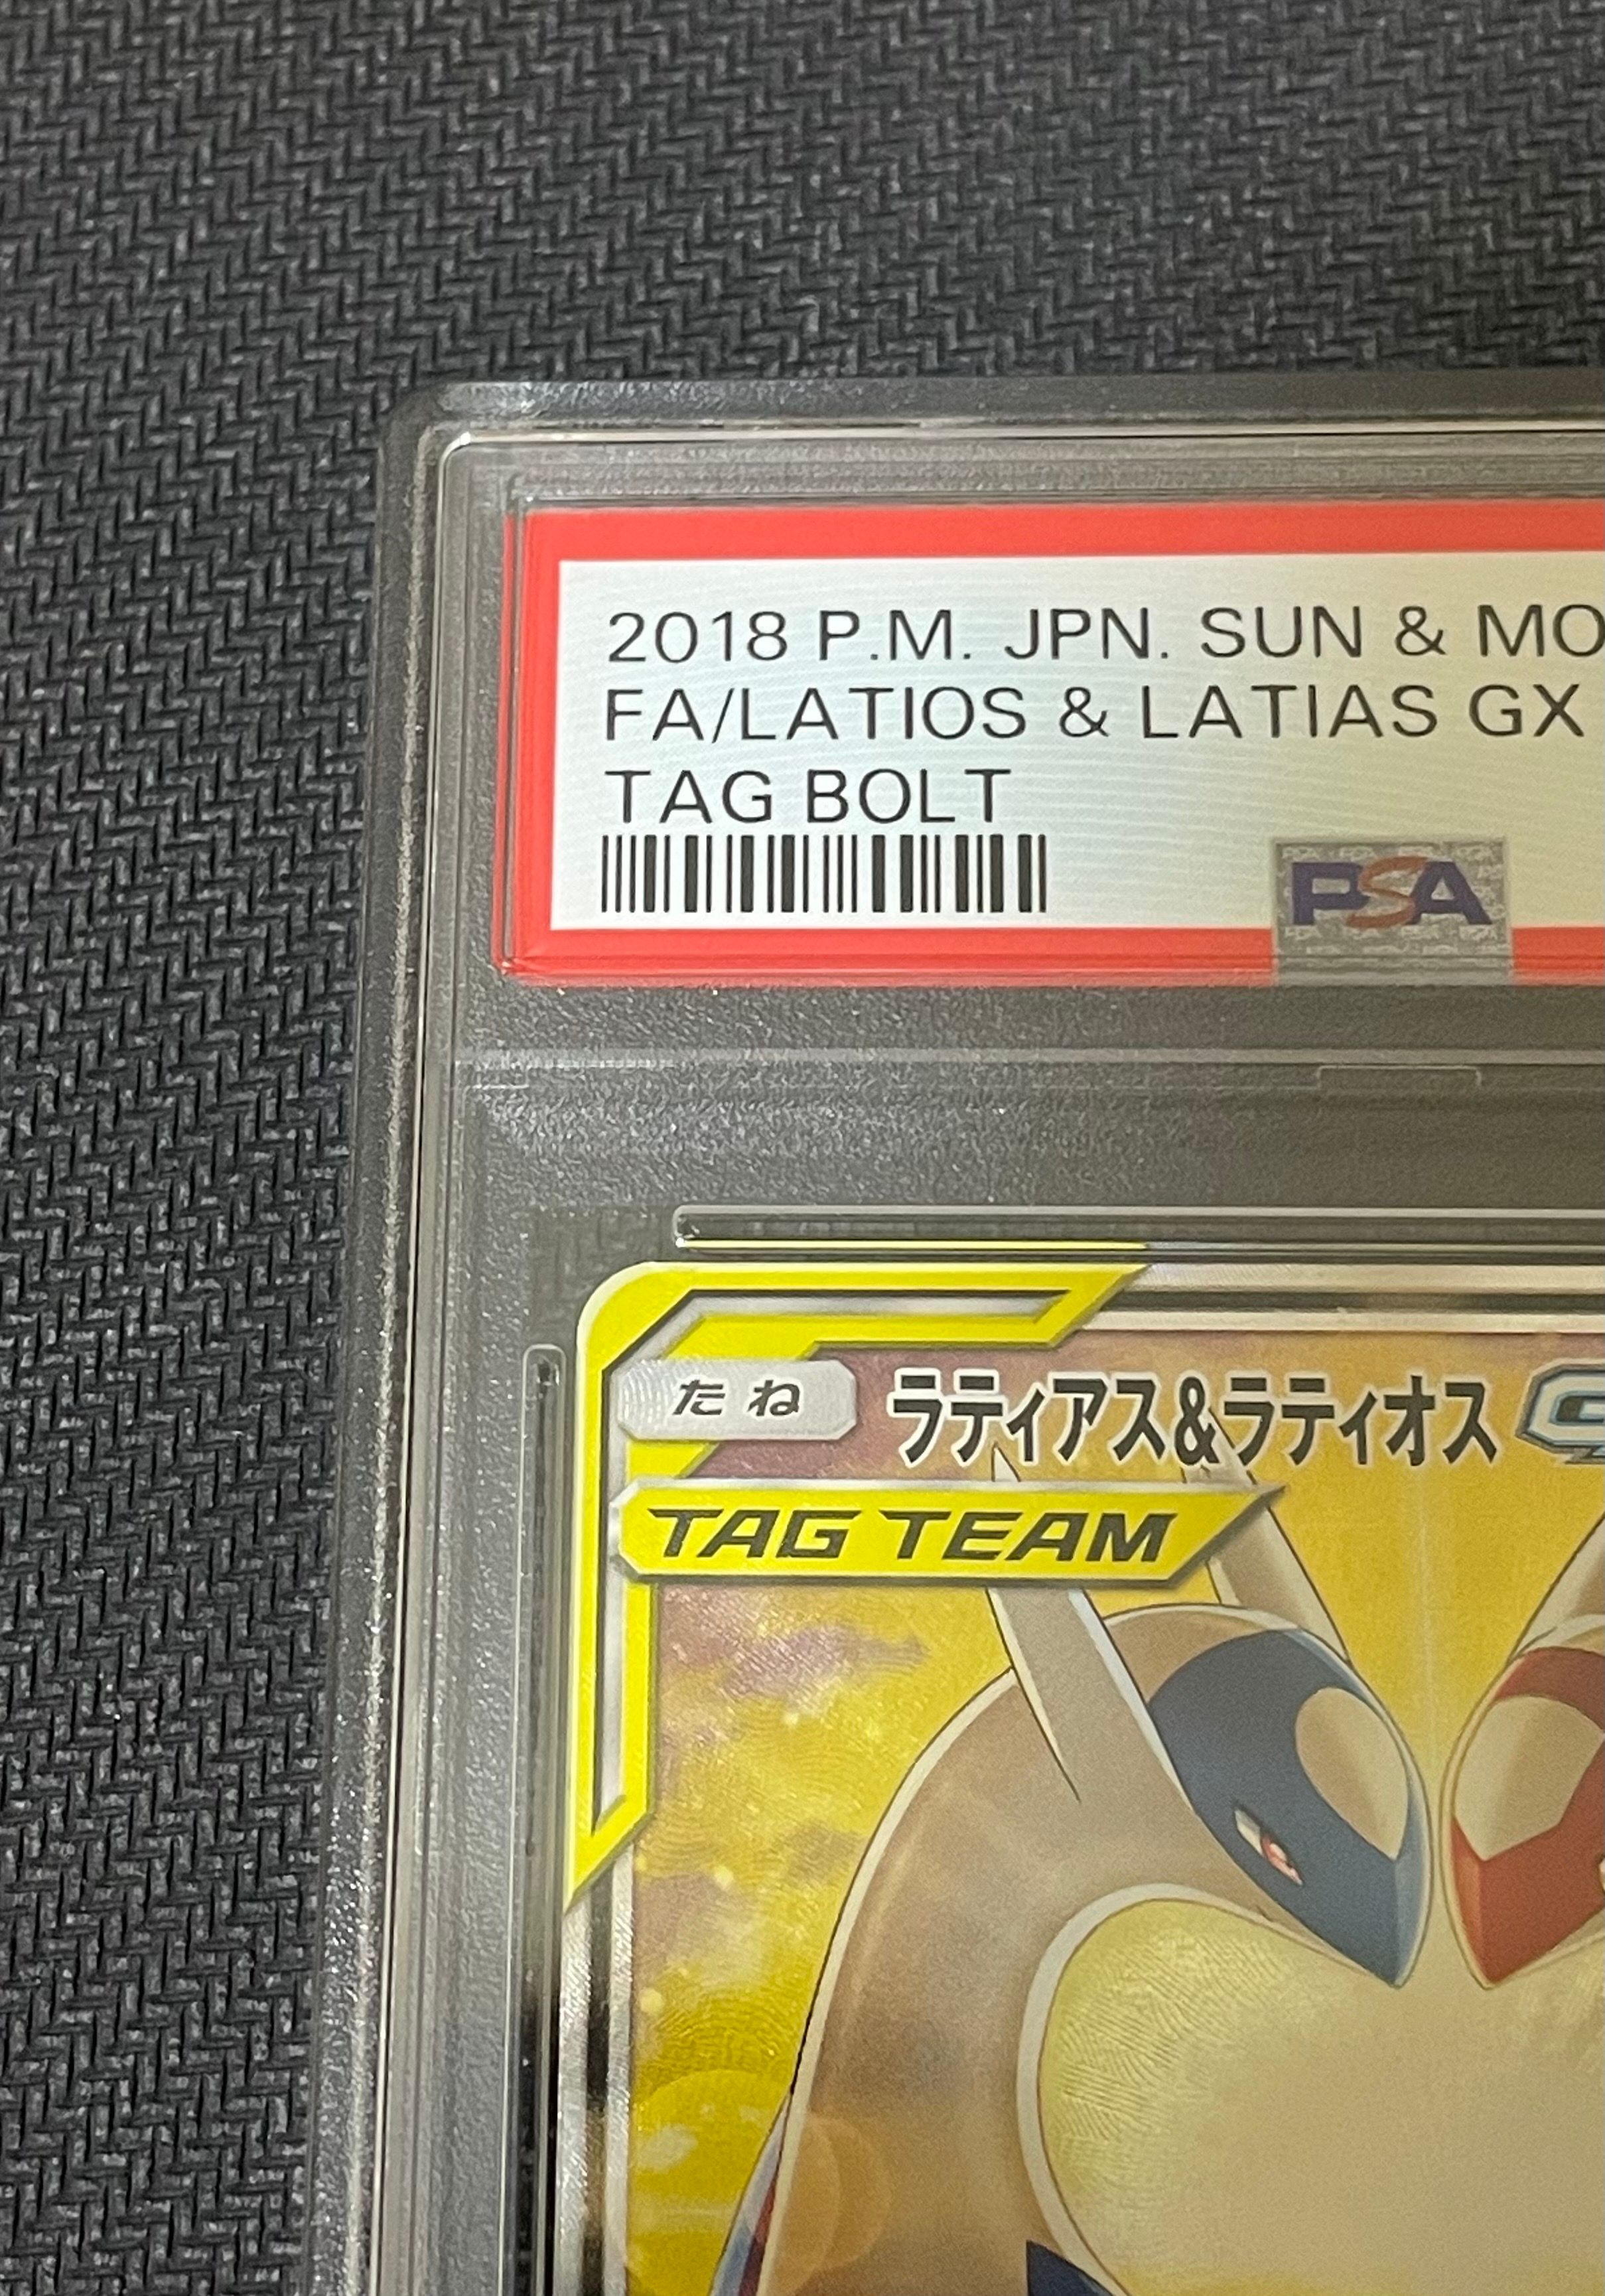 2018 P.M. JPN. SUN & MO
FA/LATIOS & LATIAS GX
TAG BOLT
PSA
たね
ラティアス&ラティオス
TAG TEAM